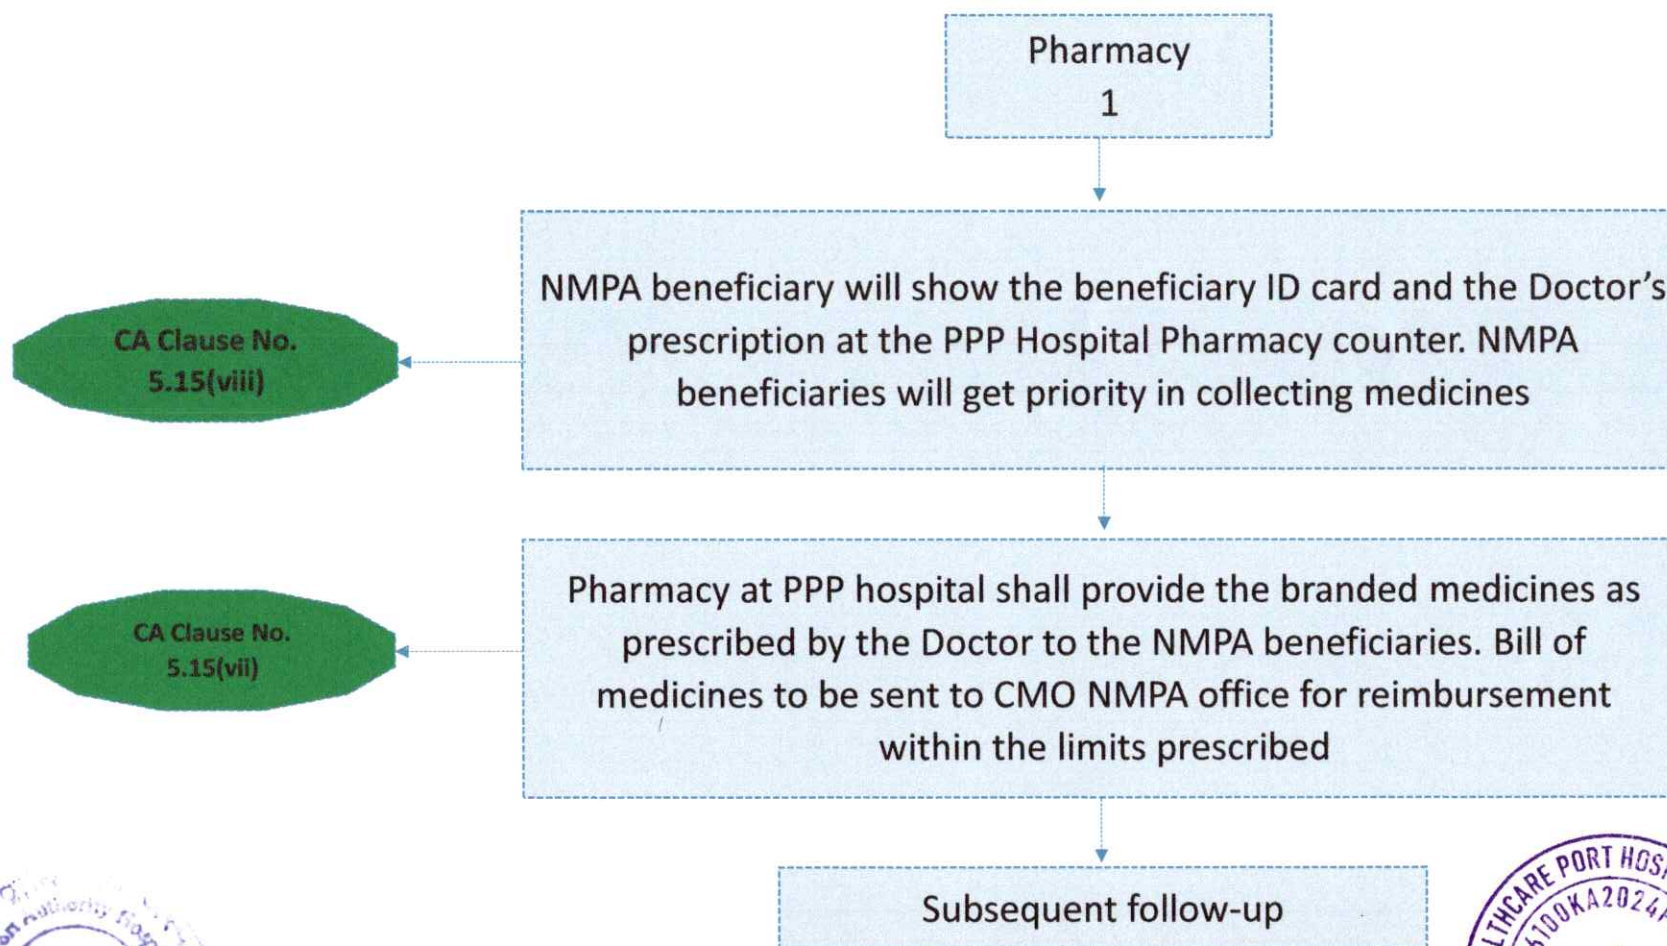 Pharmacy
1
NMPA beneficiary will show the beneficiary ID card and the Doctor's
prescription at the PPP Hospital Pharmacy counter. NMPA
beneficiaries will get priority in collecting medicines
CA Clause No.
5.15(viii)
Pharmacy at PPP hospital shall provide the branded medicines as
prescribed by the Doctor to the NMPA beneficiaries. Bill of
medicines to be sent to CMO NMPA office for reimbursement
within the limits prescribed
CA Clause No.
5.15(vii)
Subsequent follow-up
PORT